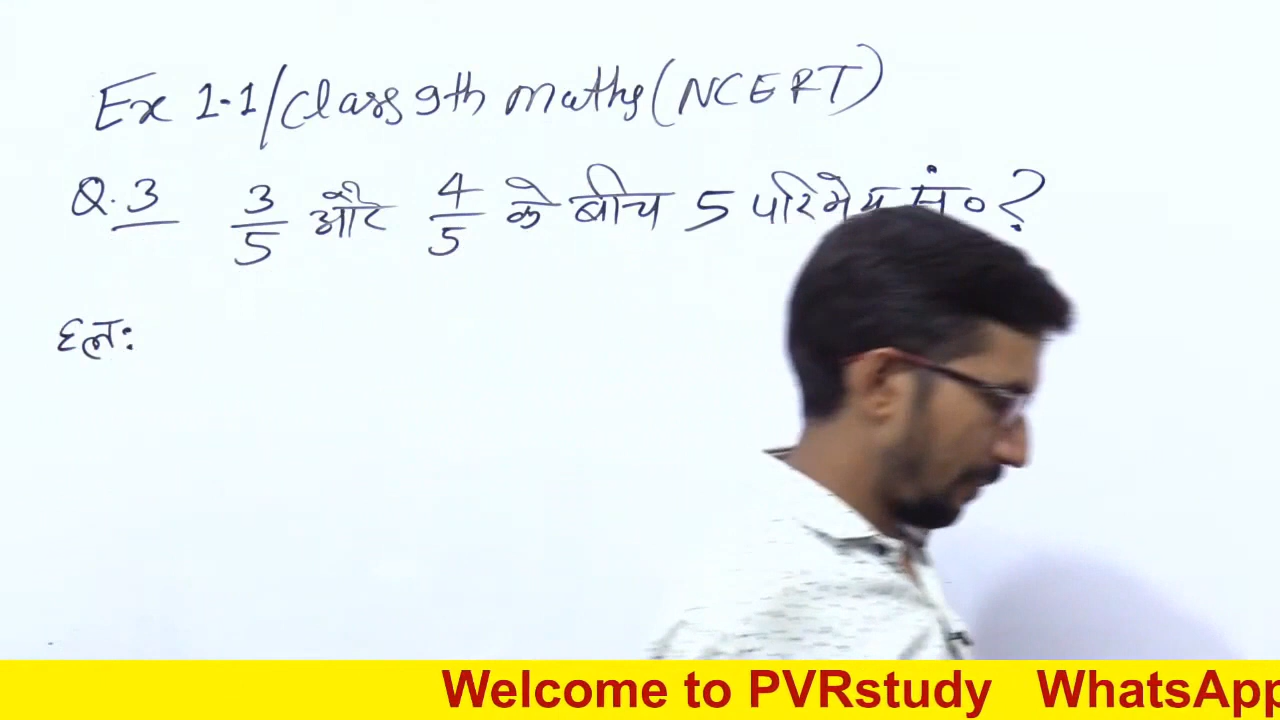 Ex 1.1/Class 9th maths (NCERT)
Q.3 3/5 और 4/5 के बीच 5 परिमेय सं० ?
हल:
Welcome to PVRstudy WhatsApp